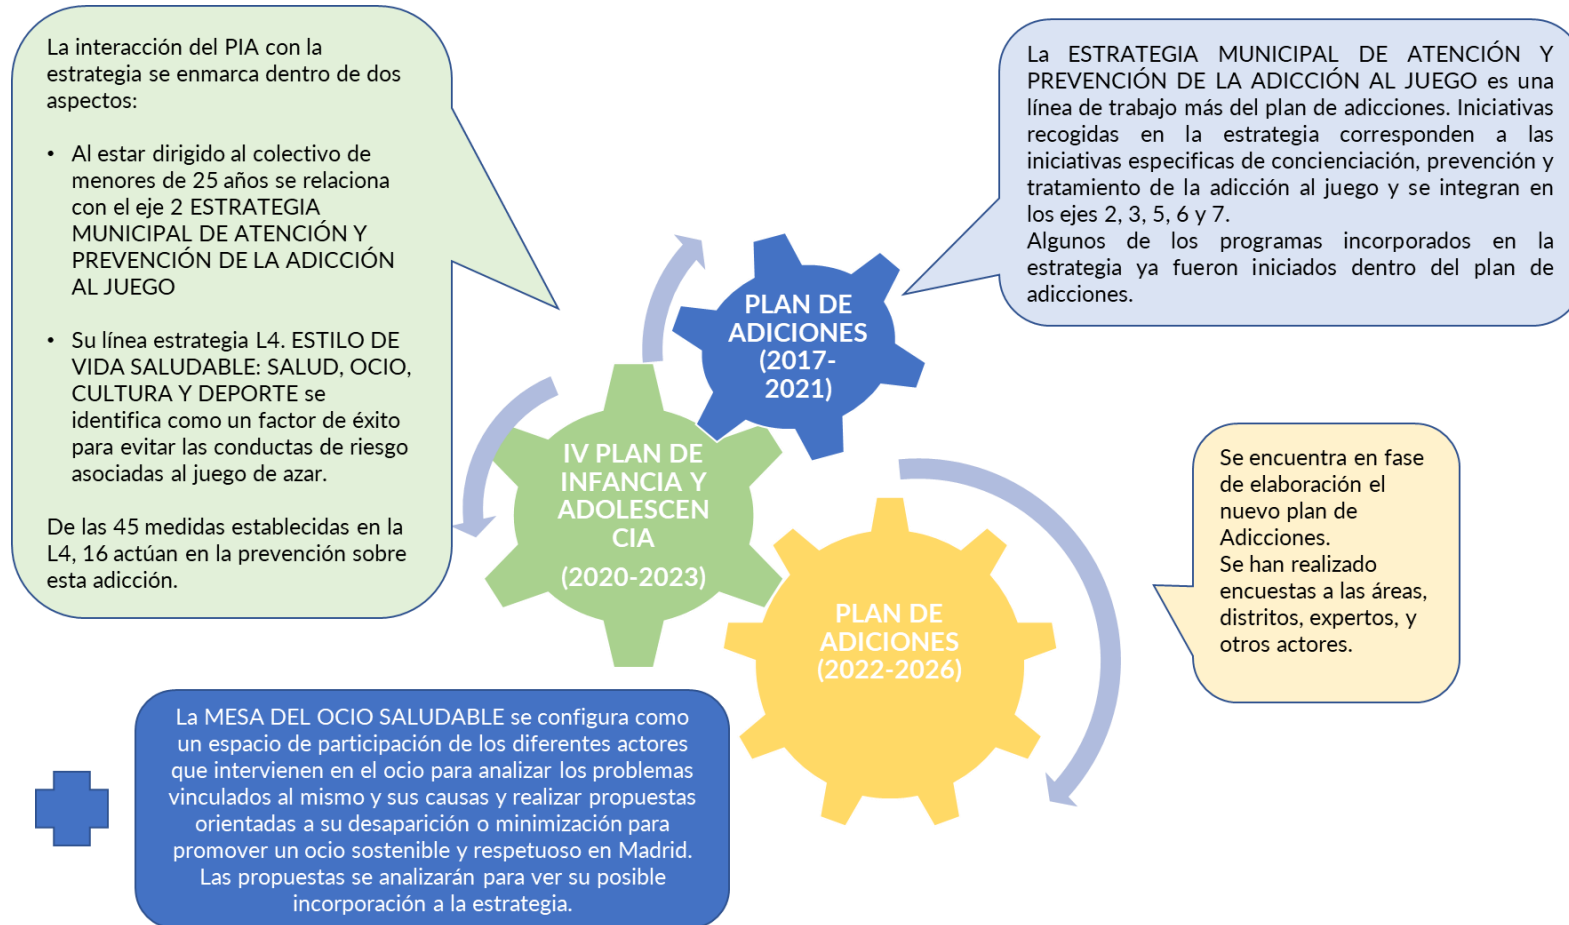 La interacción del PIA con la
estrategia se enmarca dentro de dos
aspectos:
• Al estar dirigido al colectivo de
menores de 25 años se relaciona
con el eje 2 ESTRATEGIA
MUNICIPAL DE ATENCIÓN Y
PREVENCIÓN DE LA ADICCIÓN
AL JUEGO
• Su línea estrategia L4. ESTILO DE
VIDA SALUDABLE: SALUD, OCIO,
CULTURA Y DEPORTE se
identifica como un factor de éxito
para evitar las conductas de riesgo
asociadas al juego de azar.
De las 45 medidas establecidas en la
L4, 16 actúan en la prevención sobre
esta adicción.
La ESTRATEGIA MUNICIPAL DE ATENCIÓN Y
PREVENCIÓN DE LA ADICCIÓN AL JUEGO es una
línea de trabajo más del plan de adicciones. Iniciativas
recogidas en la estrategia corresponden a las
iniciativas especificas de concienciación, prevención y
tratamiento de la adicción al juego y se integran en
los ejes 2, 3, 5, 6 y 7.
Algunos de los programas incorporados en la
estrategia ya fueron iniciados dentro del plan de
adicciones.
PLAN DE
ADICIONES
(2017-
2021)
IV PLAN DE
INFANCIA Y
ADOLESCEN
CIA
(2020-2023)
PLAN DE
ADICIONES
(2022-2026)
Se encuentra en fase
de elaboración el
nuevo plan de
Adicciones.
Se han realizado
encuestas a las áreas,
distritos, expertos, y
otros actores.
La MESA DEL OCIO SALUDABLE se configura como
un espacio de participación de los diferentes actores
que intervienen en el ocio para analizar los problemas
vinculados al mismo y sus causas y realizar propuestas
orientadas a su desaparición o minimización para
promover un ocio sostenible y respetuoso en Madrid.
Las propuestas se analizarán para ver su posible
incorporación a la estrategia.